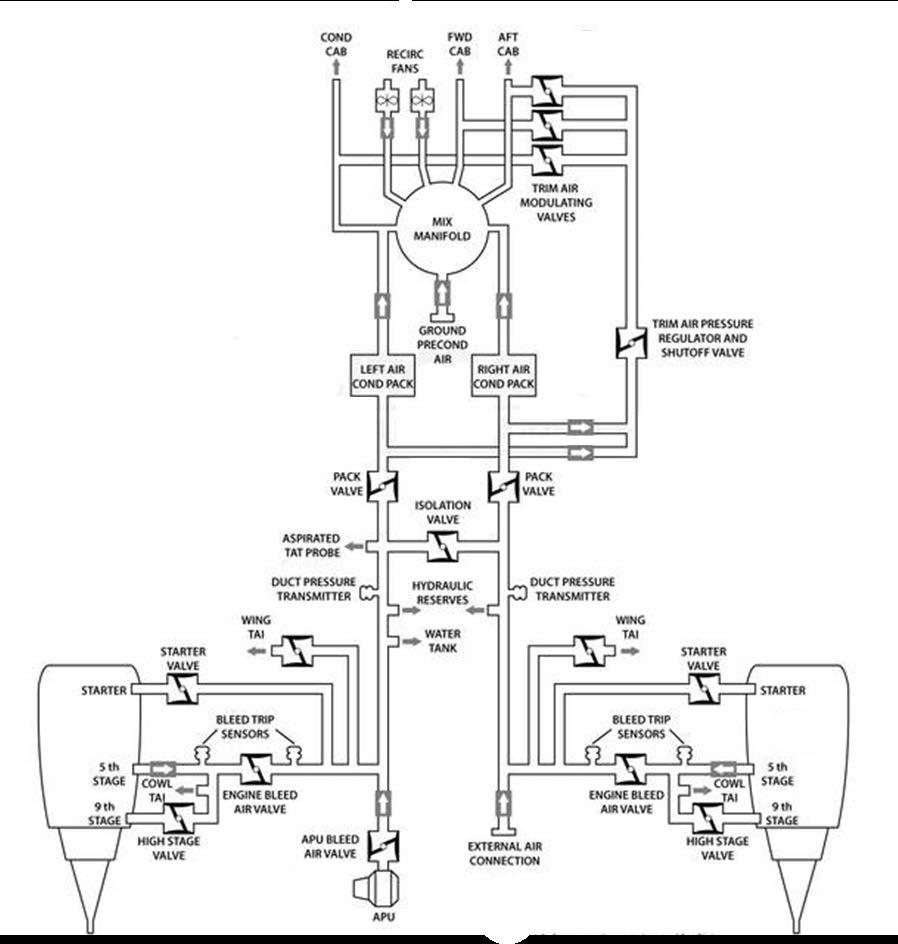 COND
CAB
RECIRC
FANS
FWD
CAB
AFT
CAB
TRIM AIR
MODULATING
VALVES
MIX
MANIFOLD
GROUND
PRECOND
AIR
TRIM AIR PRESSURE
REGULATOR AND
SHUTOFF VALVE
LEFT AIR
COND PACK
RIGHT AIR
COND PACK
PACK
VALVE
PACK
VALVE
ISOLATION
VALVE
ASPIRATED
TAT PROBE
DUCT PRESSURE
TRANSMITTER
HYDRAULIC
RESERVES
DUCT PRESSURE
TRANSMITTER
WING
TAI
WATER
TANK
WING
TAI
STARTER
VALVE
STARTER
VALVE
STARTER
STARTER
BLEED TRIP
SENSORS
BLEED TRIP
SENSORS
5 th
STAGE
COWL
TAI
ENGINE BLEED
AIR VALVE
9 th
STAGE
HIGH STAGE
VALVE
ENGINE BLEED
AIR VALVE
COWL
TAI
5 th
STAGE
9 th
STAGE
HIGH STAGE
VALVE
APU BLEED
AIR VALVE
EXTERNAL AIR
CONNECTION
APU